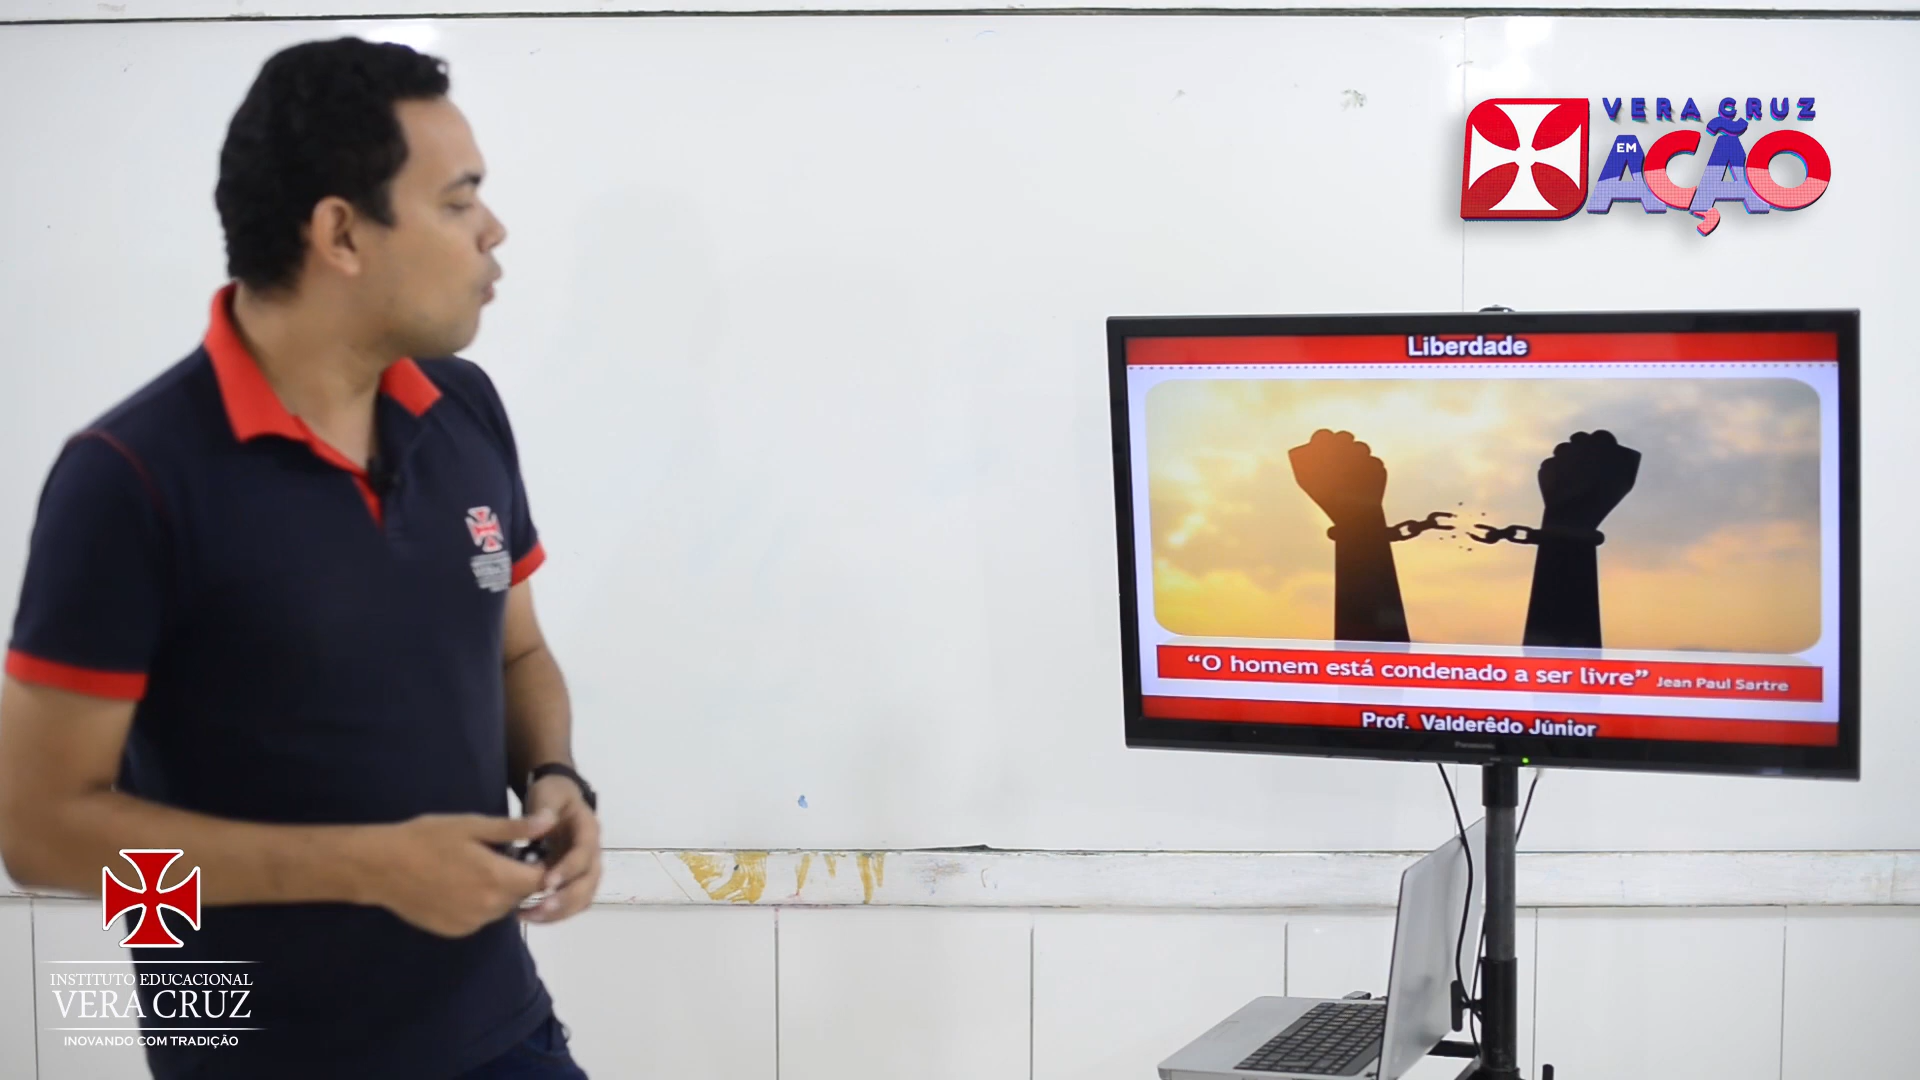 VERA CRUZ
EM
AÇÃO
Liberdade
“O homem está condenado a ser livre” Jean Paul Sartre
Prof. Valderêdo Júnior
Panasonic
INSTITUTO EDUCACIONAL
VERA CRUZ
INOVANDO COM TRADIÇÃO